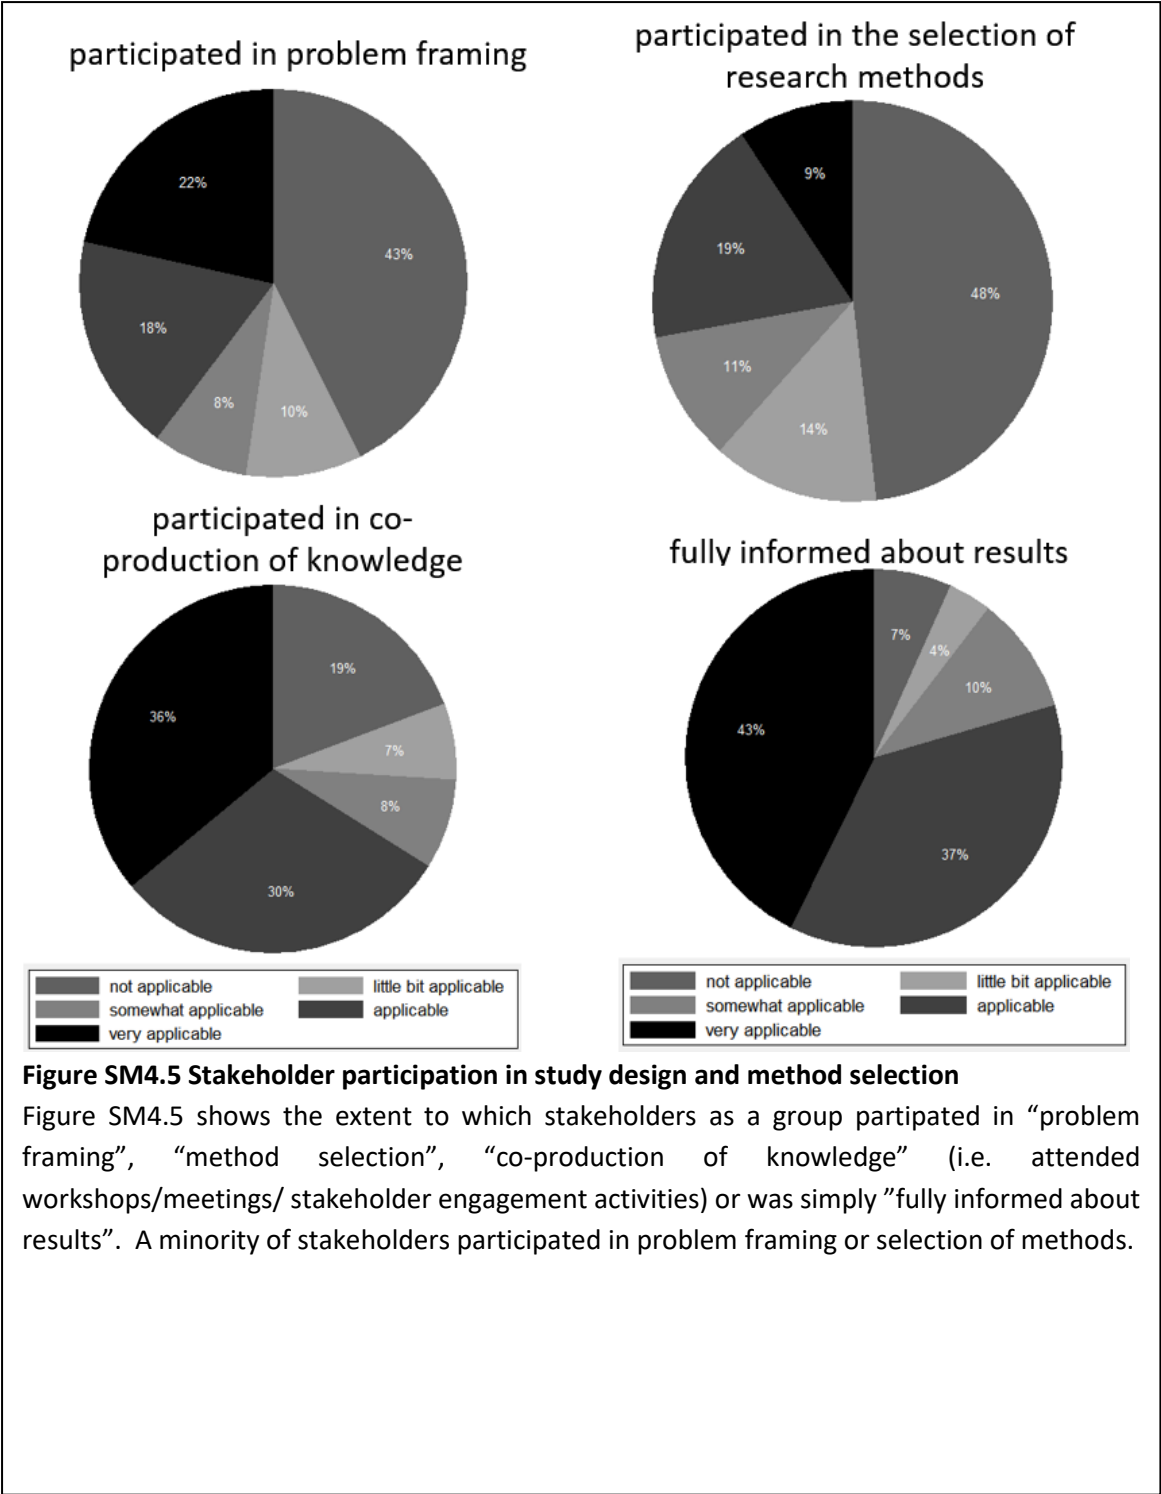 participated in problem framing
22%
43%
18%
8%
10%
participated in the selection of
research methods
9%
19%
48%
11%
14%
participated in co-
production of knowledge
19%
36%
7%
8%
30%
fully informed about results
7%
4%
10%
43%
37%
not applicable
little bit applicable
somewhat applicable
applicable
very applicable
not applicable
little bit applicable
somewhat applicable
applicable
very applicable
Figure SM4.5 Stakeholder participation in study design and method selection
Figure SM4.5 shows the extent to which stakeholders as a group partipated in “problem
framing”, “method selection”, “co-production of knowledge” (i.e. attended
workshops/meetings/ stakeholder engagement activities) or was simply ”fully informed about
results”. A minority of stakeholders participated in problem framing or selection of methods.